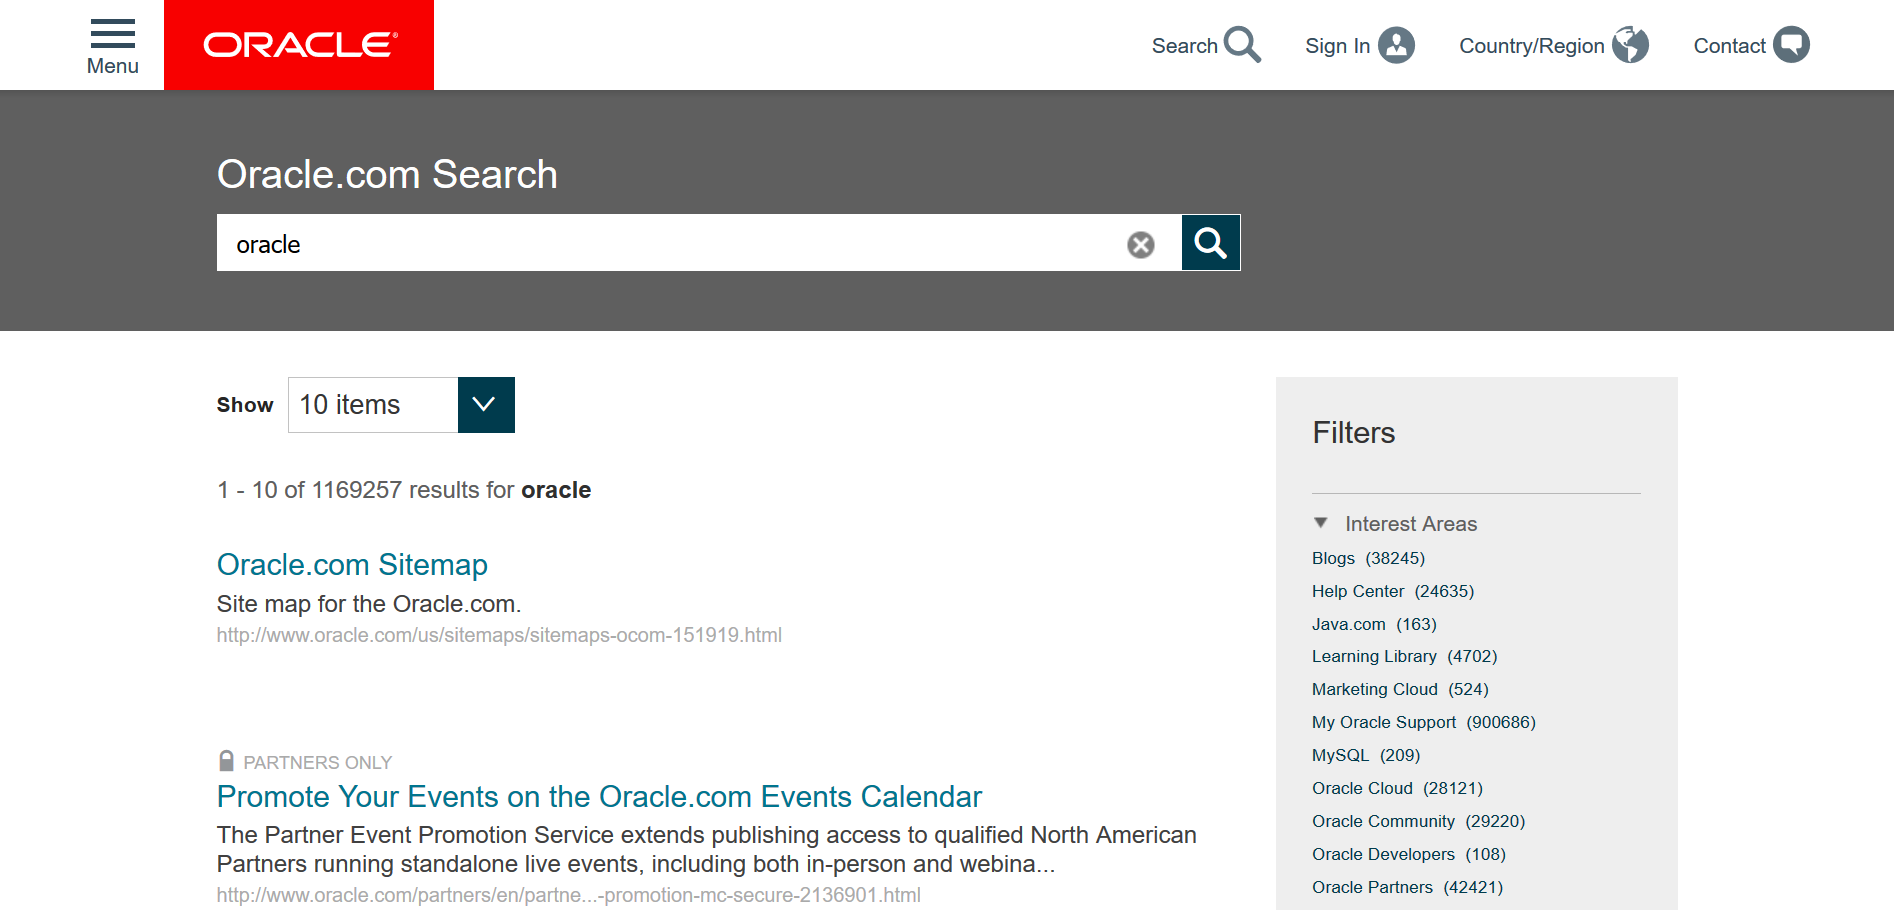 Menu
ORACLE®
Search
Sign In
Country/Region
Contact
Oracle.com Search
oracle
Show
10 items
1 - 10 of 1169257 results for oracle
Oracle.com Sitemap
Site map for the Oracle.com.
http://www.oracle.com/us/sitemaps/sitemaps-ocom-151919.html
PARTNERS ONLY
Promote Your Events on the Oracle.com Events Calendar
The Partner Event Promotion Service extends publishing access to qualified North American
Partners running standalone live events, including both in-person and webina...
http://www.oracle.com/partners/en/partne...-promotion-mc-secure-2136901.html
Filters
Interest Areas
Blogs (38245)
Help Center (24635)
Java.com (163)
Learning Library (4702)
Marketing Cloud (524)
My Oracle Support (900686)
MySQL (209)
Oracle Cloud (28121)
Oracle Community (29220)
Oracle Developers (108)
Oracle Partners (42421)